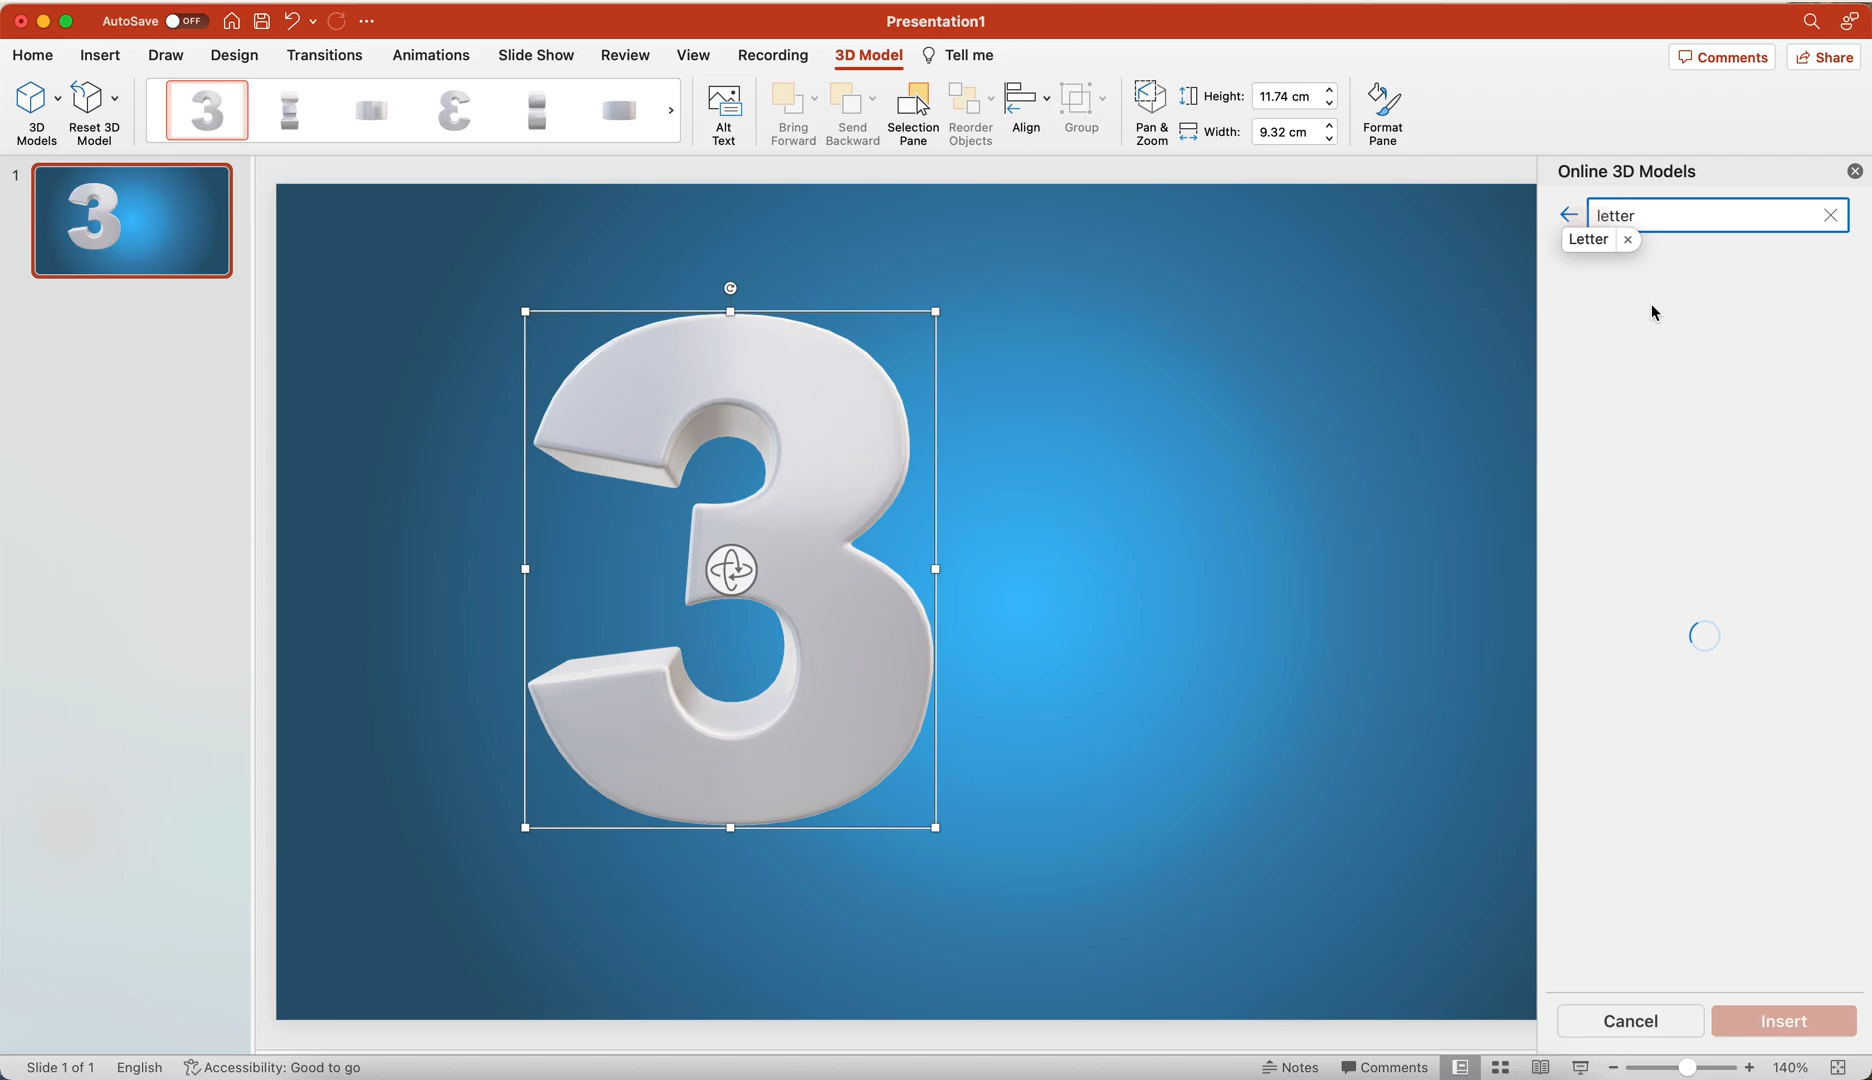 AutoSave OFF Presentation1
Home Insert Draw Design Transitions Animations Slide Show Review View Recording 3D Model Tell me Comments Share
3D Models
Reset 3D Model
3
Alt Text
Bring Forward
Send Backward
Selection Pane
Reorder Objects
Align
Group
Pan & Zoom
Height: 11.74 cm
Width: 9.32 cm
Format Pane
1
3
3
Online 3D Models
letter
Letter
Cancel Insert
Slide 1 of 1 English Accessibility: Good to go Notes Comments 140%